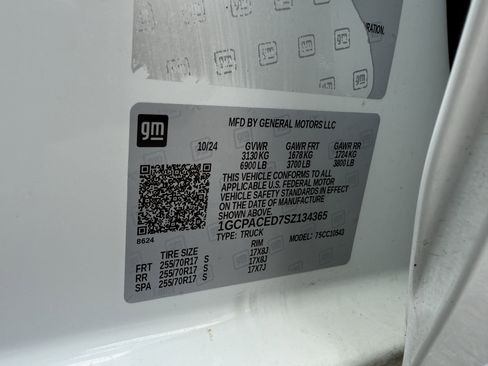 RATION.
gm
gm
MFD BY GENERAL MOTORS LLC
10/24 GVWR GAWR FRT GAWR RR
3130 KG 1678 KG 1724 KG
6900 LB 3700 LB 3800 LB
THIS VEHICLE CONFORMS TO ALL
APPLICABLE U.S. FEDERAL MOTOR
VEHICLE SAFETY STANDARDS IN EFFECT
ON THE DATE OF MANUFACTURE SHOWN ABOVE.
1GCPACED7SZ134365
TYPE: TRUCK MODEL: 7SCC10543
8624
TIRE SIZE RIM
FRT 255/70R17 S 17X8J
RR 255/70R17 S 17X8J
SPA 255/70R17 S 17X7J